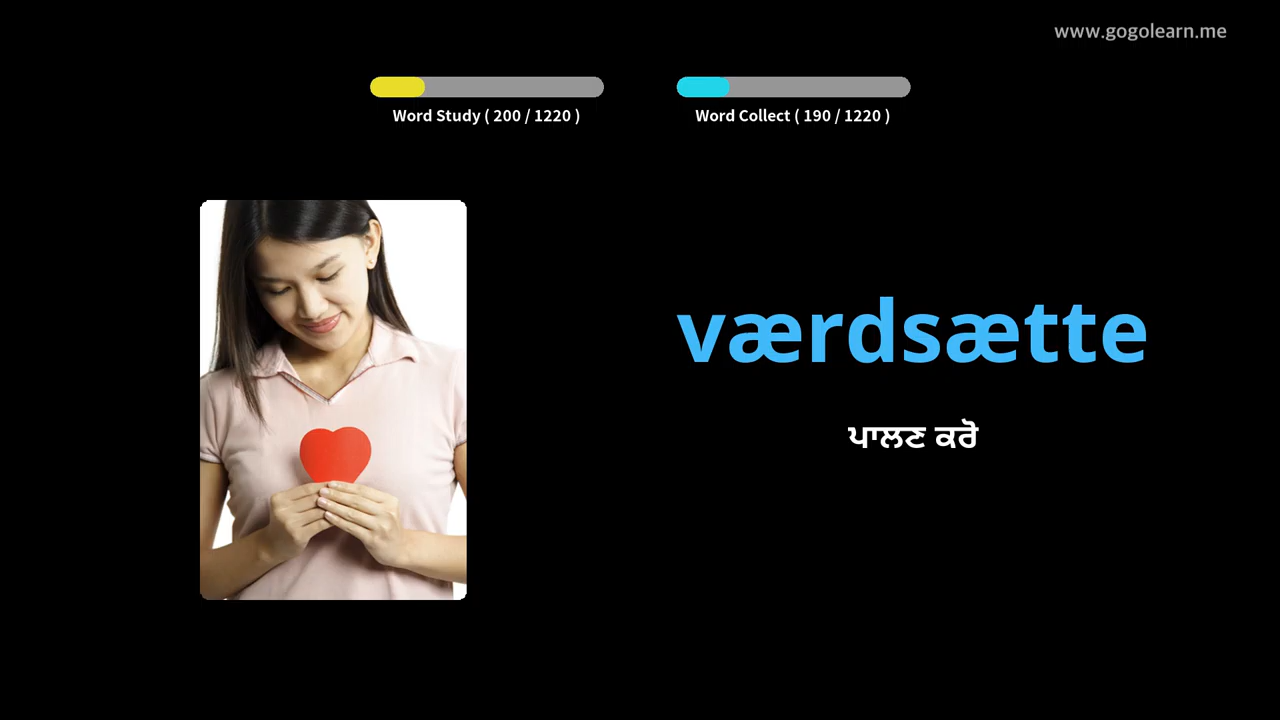 www.gogolearn.me
Word Study ( 200 / 1220 )
Word Collect ( 190 / 1220 )
værdsætte
ਪਾਲਣ ਕਰੋ